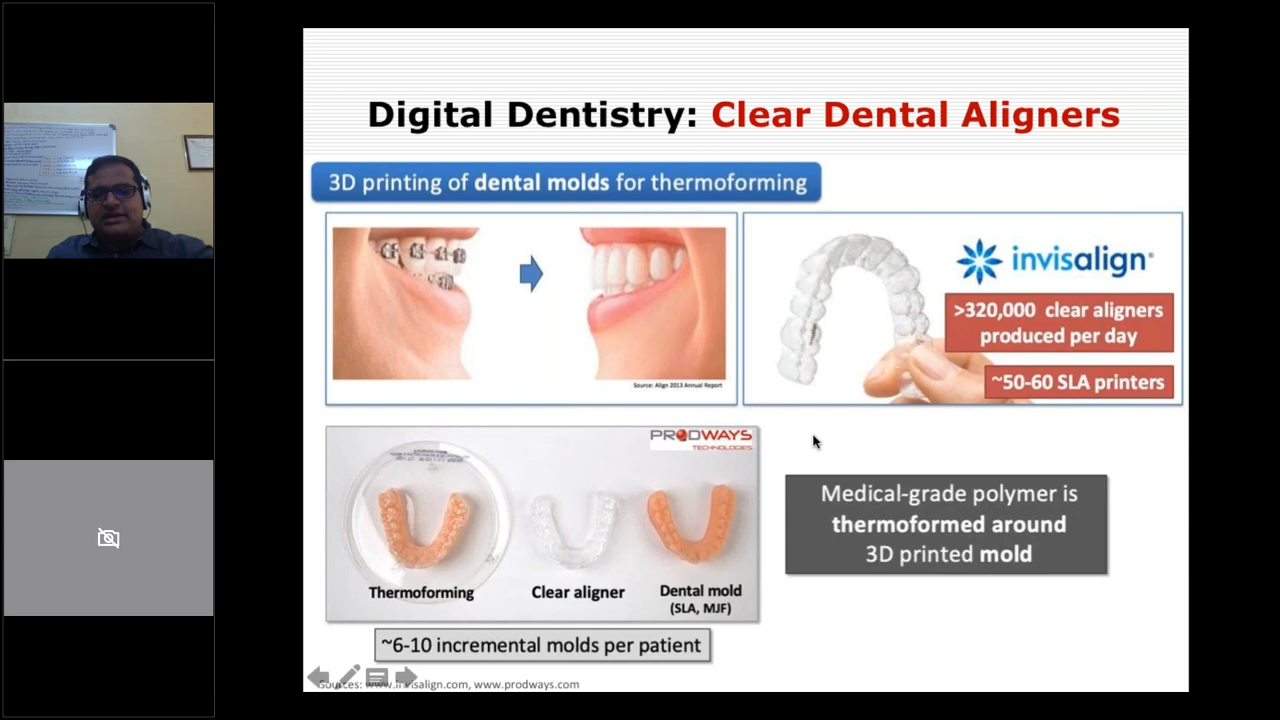 Digital Dentistry: Clear Dental Aligners
3D printing of dental molds for thermoforming
Source: Align 2013 Annual Report
invisalign®
>320,000 clear aligners
produced per day
~50-60 SLA printers
PRODWAYS
TECHNOLOGIES
Thermoforming
Clear aligner
Dental mold
(SLA, MJF)
Medical-grade polymer is
thermoformed around
3D printed mold
~6-10 incremental molds per patient
Sources: www.invisalign.com, www.prodways.com